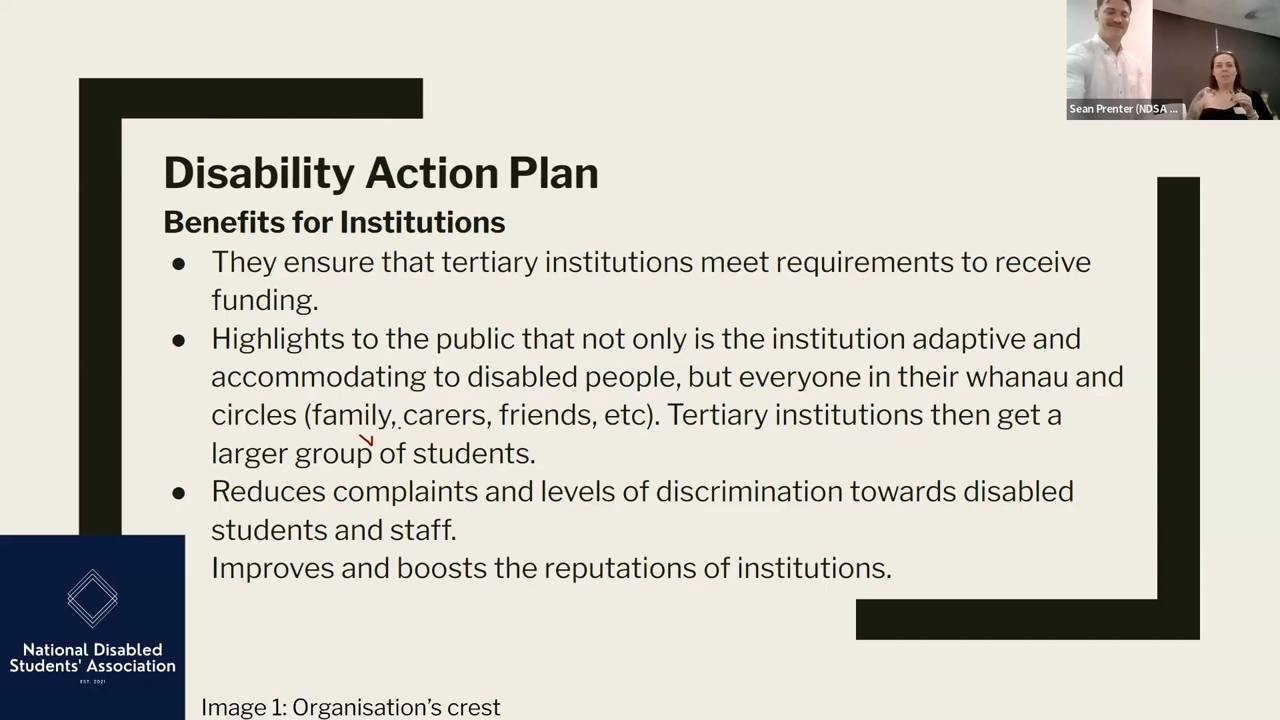 Sean Prenter (NDSA ...
Disability Action Plan
Benefits for Institutions
● They ensure that tertiary institutions meet requirements to receive
funding.
● Highlights to the public that not only is the institution adaptive and
accommodating to disabled people, but everyone in their whanau and
circles (family, carers, friends, etc). Tertiary institutions then get a
larger group of students.
● Reduces complaints and levels of discrimination towards disabled
students and staff.
Improves and boosts the reputations of institutions.
National Disabled
Students' Association
EST. 2021
Image 1: Organisation’s crest